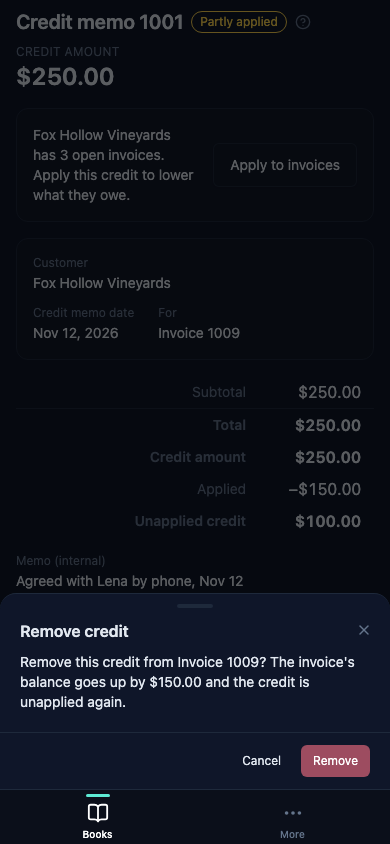 Credit memo 1001 Partly applied ?
CREDIT AMOUNT
$250.00
Fox Hollow Vineyards
has 3 open invoices.
Apply this credit to lower
what they owe.
Apply to invoices
Customer
Fox Hollow Vineyards
Credit memo date For
Nov 12, 2026 Invoice 1009
Subtotal $250.00
Total $250.00
Credit amount $250.00
Applied –$150.00
Unapplied credit $100.00
Memo (internal)
Agreed with Lena by phone, Nov 12
Remove credit
Remove this credit from Invoice 1009? The invoice's
balance goes up by $150.00 and the credit is
unapplied again.
Cancel Remove
Books More